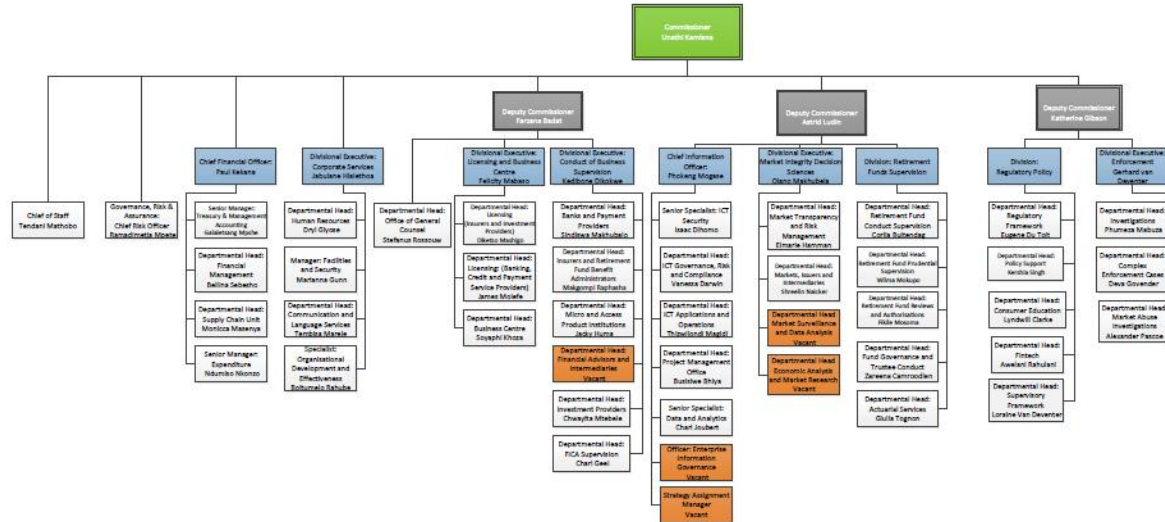 Commissioner
Unathi Kamlana
Deputy Commissioner
Farzana Badat
Deputy Commissioner
Astrid Ludin
Deputy Commissioner
Katherine Gibson
Chief of Staff
Tendani Mathobo
Governance, Risk &
Assurance:
Chief Risk Officer
Chief Financial Officer:
Paul Kekana
Senior Manager:
Treasury & Management
Accounting
Departmental Head:
Financial
Management
Bellina Sebesho
Departmental Head:
Supply Chain Unit
Monicca Masenya
Senior Manager:
Expenditure
Ndumiso Nkonzo
Divisional Executive:
Corporate Services
Jabulane Hlalethoa
Departmental Head:
Human Resources
Manager: Facilities
and Security
Marianna Gunn
Departmental Head:
Communication and
Language Services
Tembisa Marele
Specialist:
Organisational
Development and
Effectiveness
Boitumelo Rahube
Departmental Head:
Office of General
Counsel
Stefanus Rossouw
Divisional Executive:
Licensing and Business
Centre
Felicity Mabaso
Departmental Head:
Licensing
(Insurers and Investment
Providers)
Diketso Mashigo
Departmental Head:
Licensing: (Banking,
Credit and Payment
Service Providers)
James Molefe
Departmental Head:
Business Centre
Soyaphi Khoza
Divisional Executive:
Conduct of Business
Supervision
Kedibone Dikokwe
Departmental Head:
Banks and Payment
Providers
Sindiswa Makhubalo
Departmental Head:
Insurers and Retirement
Fund Benefit
Administrators
Makgompi Raphasha
Departmental Head:
Micro and Access
Product Institutions
Jacky Huma
Departmental Head:
Financial Advisors and
Intermediaries
Vacant
Departmental Head:
Investment Providers
Chwayita Mtebele
Departmental Head:
FICA Supervision
Charl Geel
Chief Information
Officer:
Phokeng Mogase
Senior Specialist: ICT
Security
Isaac Dlhomo
Departmental Head:
ICT Governance, Risk
and Compliance
Vanessa Darwin
Departmental Head:
ICT Applications and
Operations
Departmental Head:
Project Management
Office
Busisiwe Bhiya
Senior Specialist:
Data and Analytics
Charl Joubert
Officer: Enterprise
Information
Governance
Vacant
Strategy Assignment
Manager
Vacant
Divisional Executive:
Market Integrity Decision
Sciences
Olano Makhubela
Departmental Head:
Market Transparency
and Risk
Management
Elmarie Hamman
Departmental Head:
Markets, Issuers and
Intermediaries
Shreelin Naicker
Departmental Head
Market Surveillance
and Data Analysis
Vacant
Departmental Head
Economic Analysis
and Market Research
Vacant
Division: Retirement
Funds Supervision
Departmental Head:
Retirement Fund
Conduct Supervision
Corlia Buitendag
Departmental Head:
Retirement Fund Prudential
Supervision
Wilma Mokupo
Departmental Head:
Retirement Fund Reviews
and Authorisations
Departmental Head:
Fund Governance and
Trustee Conduct
Zareena Camroodien
Departmental Head:
Actuarial Services
Giulia Tognon
Division:
Regulatory Policy
Departmental Head:
Regulatory
Framework
Eugene Du Toit
Departmental Head:
Policy Support
Kershia Singh
Departmental Head:
Consumer Education
Lyndwill Clarke
Departmental Head:
Fintech
Awelani Rahulani
Departmental Head:
Supervisory
Framework
Loraine Van Deventer
Divisional Executive:
Enforcement
Gerhard van
Deventer
Departmental Head:
Investigations
Phumeza Mabuza
Departmental Head:
Complex
Enforcement Cases
Deva Govender
Departmental Head:
Market Abuse
Investigations
Alexander Pascoe